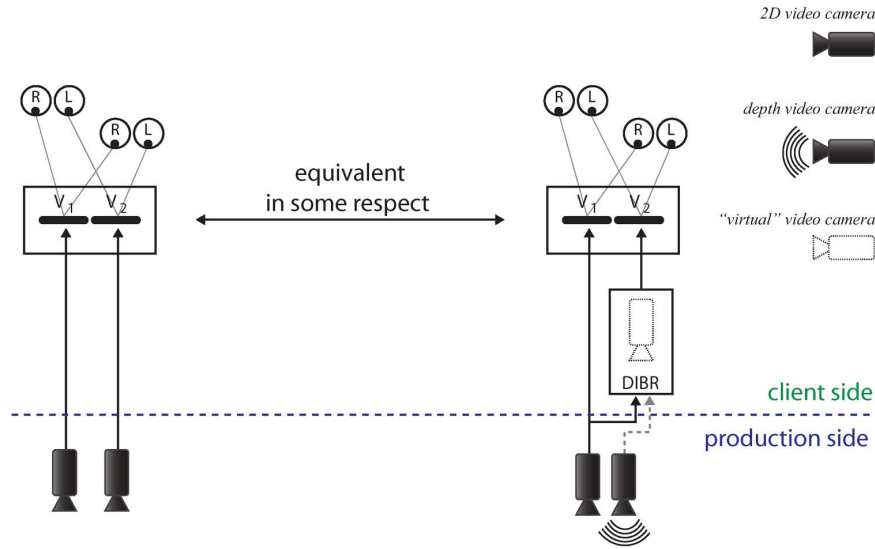 2D video camera
R L
R L
depth video camera
R L
R L
equivalent
in some respect
V1 V2
V1 V2
"virtual" video camera
DIBR
client side
production side